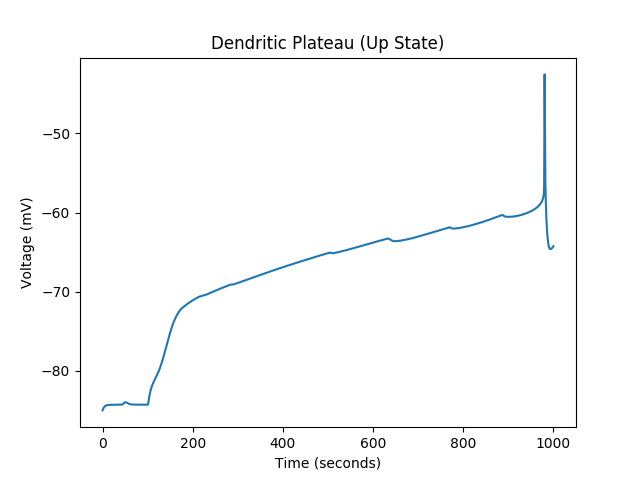 Dendritic Plateau (Up State)
Voltage (mV)
−50
−60
−70
−80
0 200 400 600 800 1000
Time (seconds)